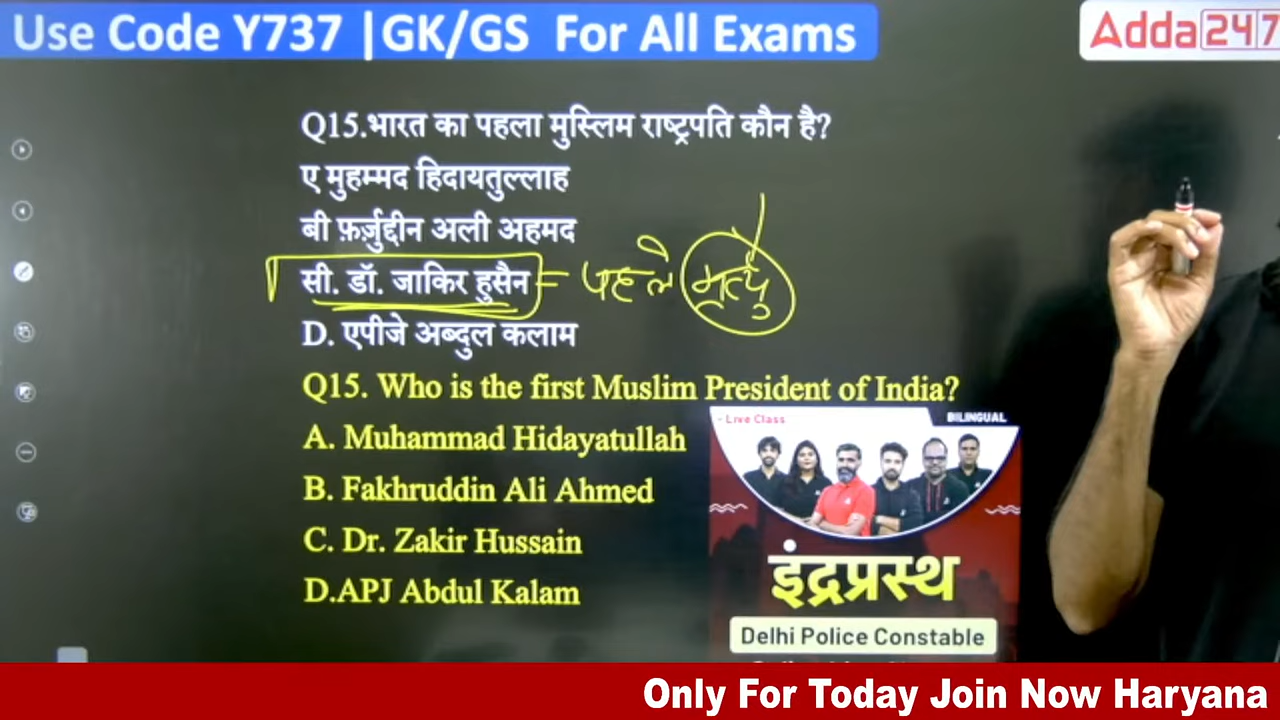 Use Code Y737 |GK/GS For All Exams
Adda247
Q15.भारत का पहला मुस्लिम राष्ट्रपति कौन है?
ए मुहम्मद हिदायतुल्लाह
बी फ़र्ज़ुद्दीन अली अहमद
सी. डॉ. जाकिर हुसैन = पहले मृत्यु
D. एपीजे अब्दुल कलाम
Q15. Who is the first Muslim President of India?
A. Muhammad Hidayatullah
B. Fakhruddin Ali Ahmed
C. Dr. Zakir Hussain
D.APJ Abdul Kalam
- Live Class
BILINGUAL
इंद्रप्रस्थ
Delhi Police Constable
Only For Today Join Now Haryana